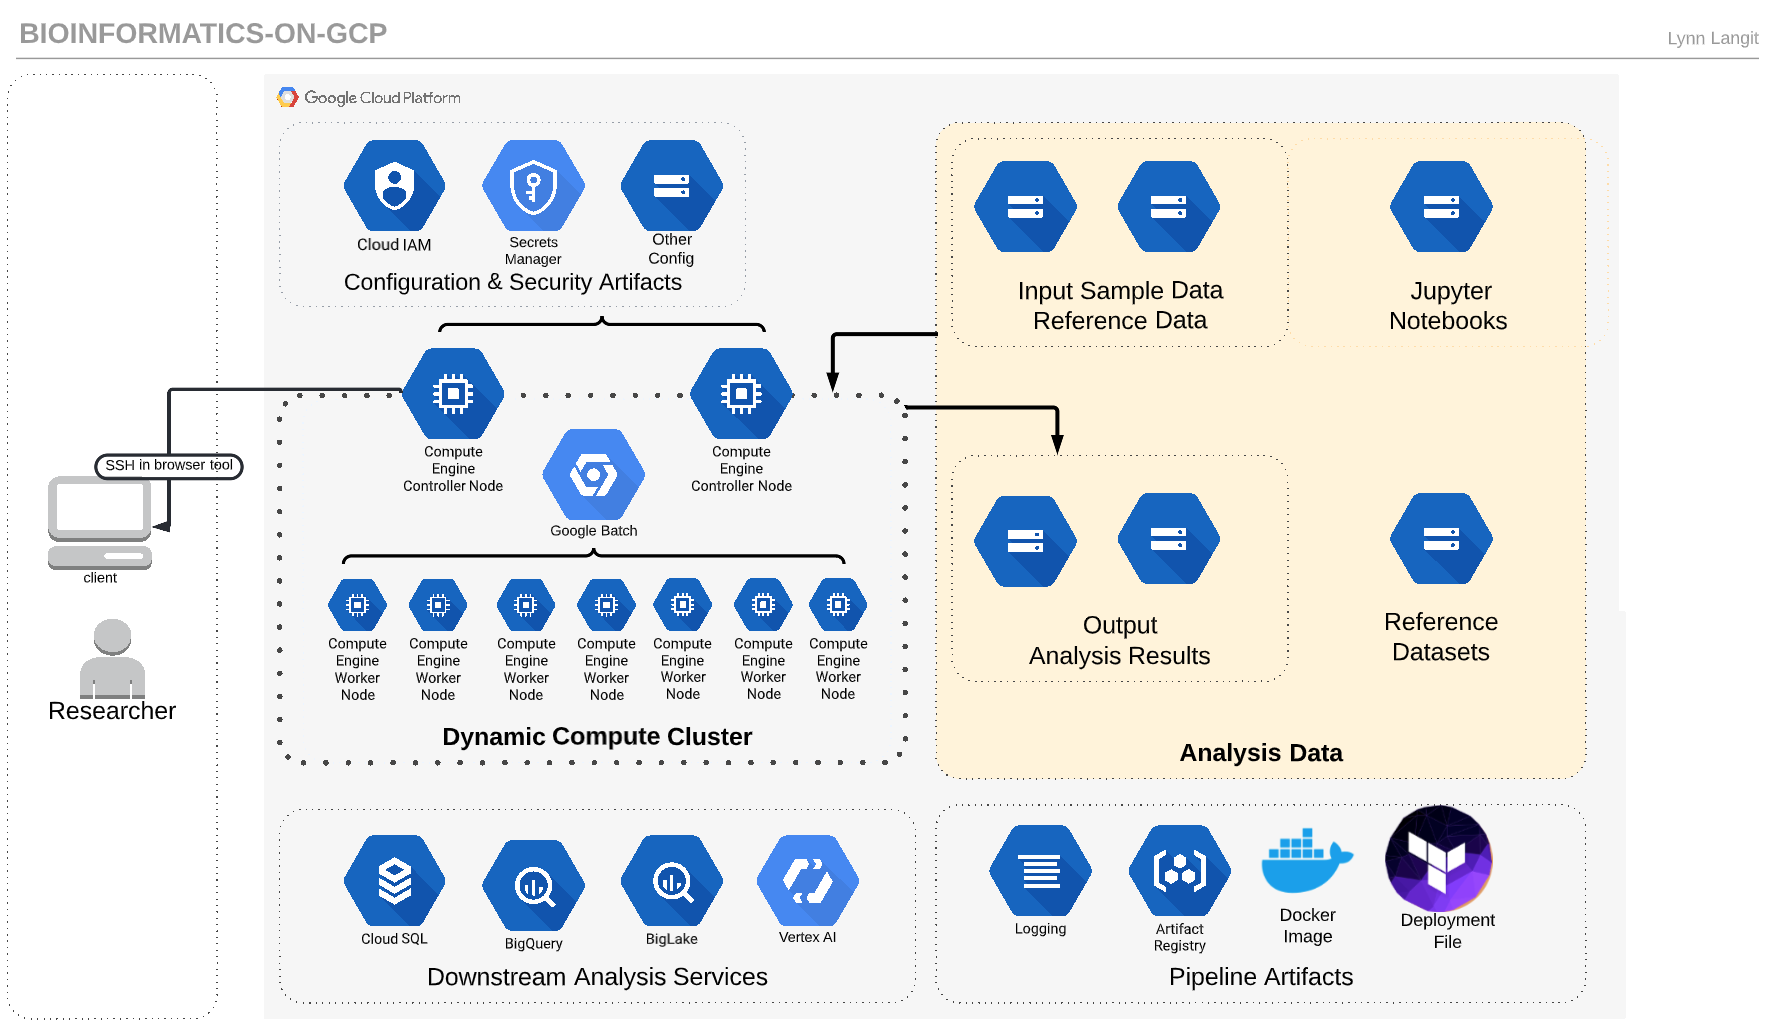 BIOINFORMATICS-ON-GCP
Lynn Langit
Google Cloud Platform
Cloud IAM
Secrets
Manager
Other
Config
Configuration & Security Artifacts
Input Sample Data
Reference Data
Jupyter
Notebooks
SSH in browser tool
client
Researcher
Compute
Engine
Controller Node
Compute
Engine
Controller Node
Google Batch
Compute
Engine
Worker
Node
Compute
Engine
Worker
Node
Compute
Engine
Worker
Node
Compute
Engine
Worker
Node
Compute
Engine
Worker
Node
Compute
Engine
Worker
Node
Compute
Engine
Worker
Node
Dynamic Compute Cluster
Output
Analysis Results
Reference
Datasets
Analysis Data
Cloud SQL
BigQuery
BigLake
Vertex AI
Downstream Analysis Services
Logging
Artifact
Registry
Docker
Image
Deployment
File
Pipeline Artifacts